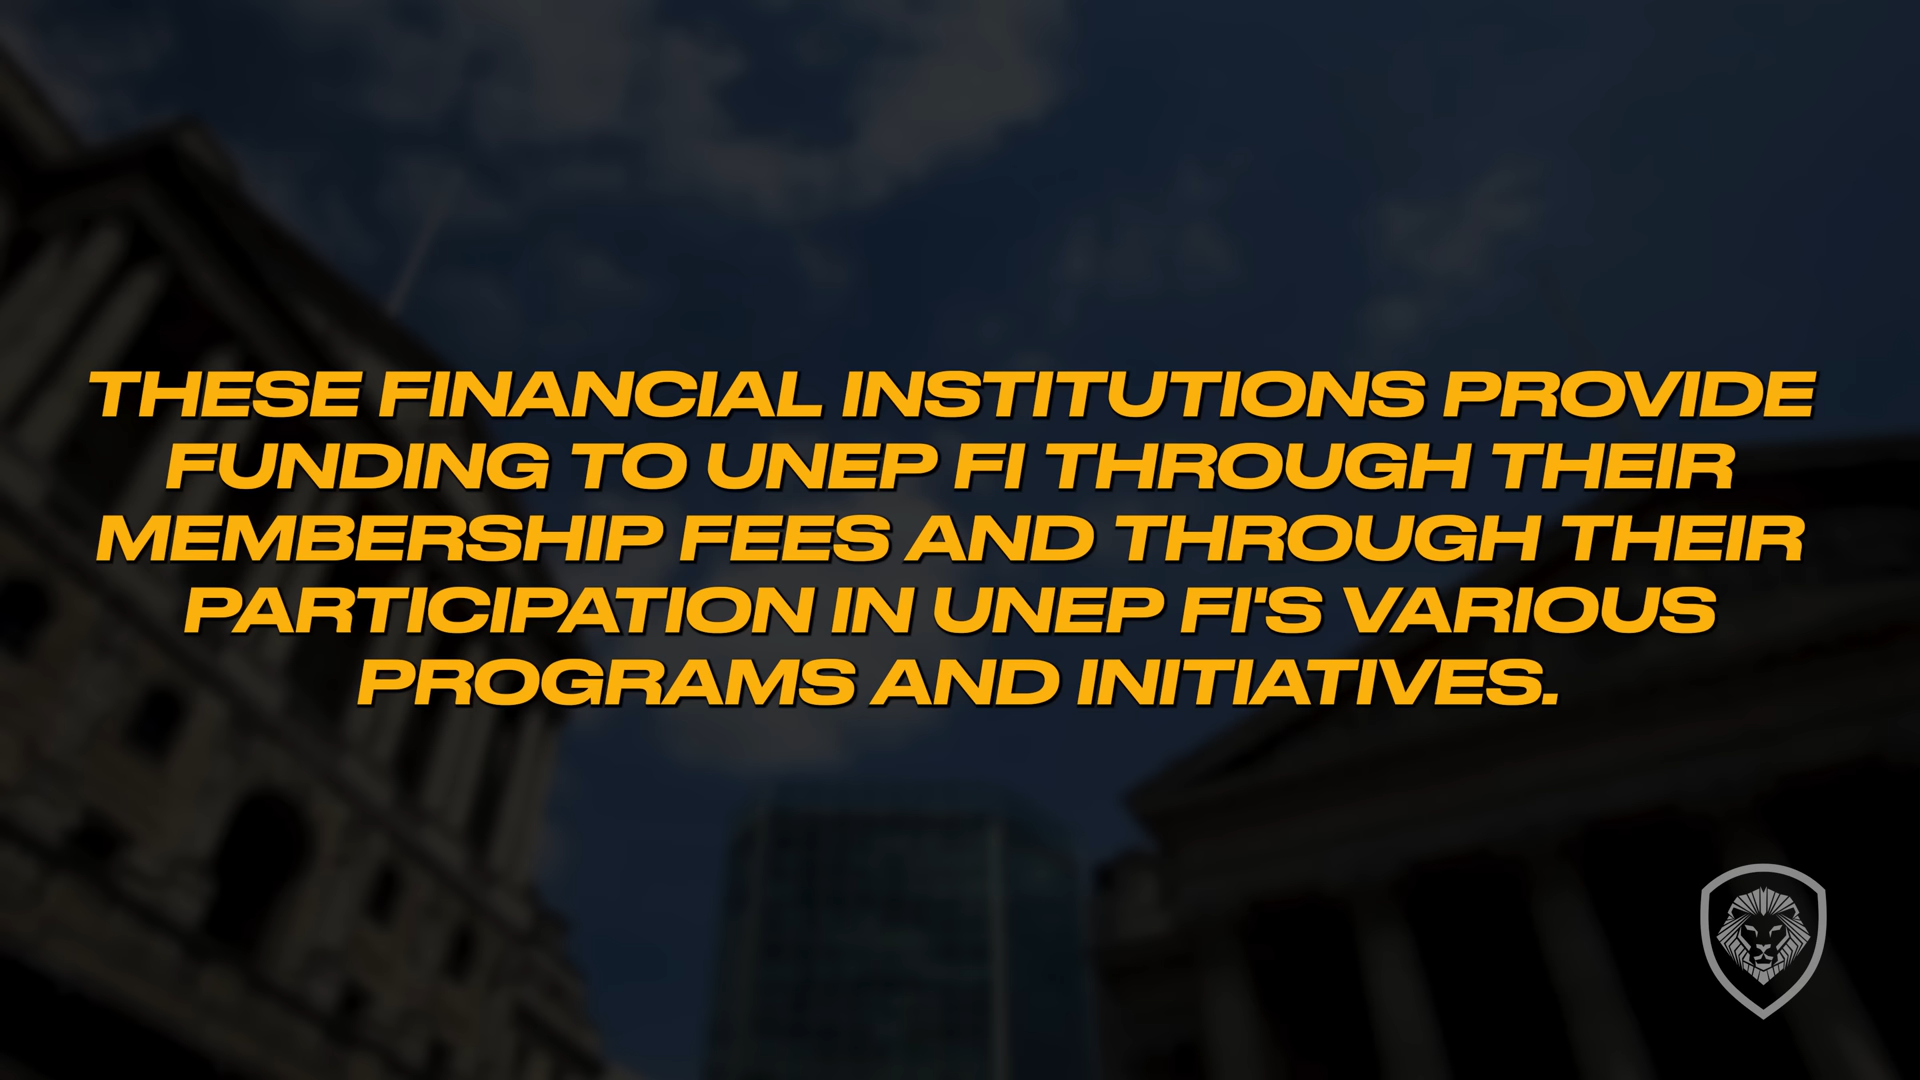 THESE FINANCIAL INSTITUTIONS PROVIDE
FUNDING TO UNEP FI THROUGH THEIR
MEMBERSHIP FEES AND THROUGH THEIR
PARTICIPATION IN UNEP FI'S VARIOUS
PROGRAMS AND INITIATIVES.